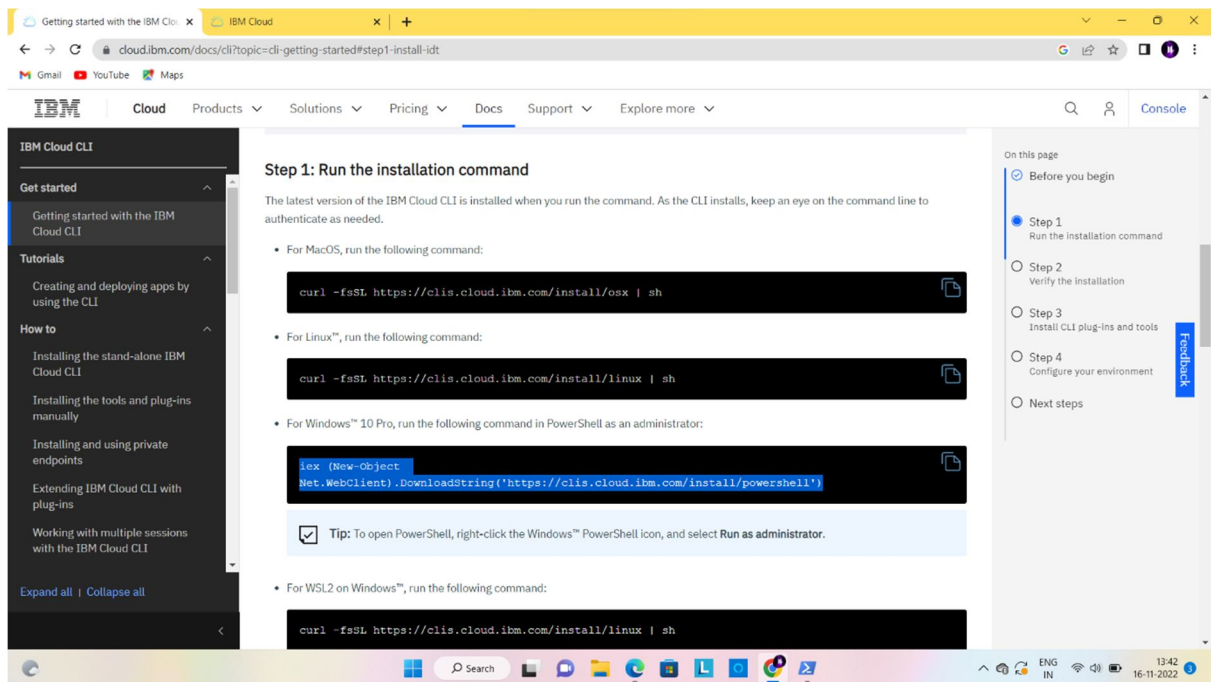 Getting started with the IBM Clou
IBM Cloud
cloud.ibm.com/docs/cli?topic=cli-getting-started#step1-install-idt
Gmail YouTube Maps
IBM Cloud Products Solutions Pricing Docs Support Explore more Console
IBM Cloud CLI
Get started
Getting started with the IBM
Cloud CLI
Tutorials
Creating and deploying apps by
using the CLI
How to
Installing the stand-alone IBM
Cloud CLI
Installing the tools and plug-ins
manually
Installing and using private
endpoints
Extending IBM Cloud CLI with
plug-ins
Working with multiple sessions
with the IBM Cloud CLI
Expand all | Collapse all
Step 1: Run the installation command
The latest version of the IBM Cloud CLI is installed when you run the command. As the CLI installs, keep an eye on the command line to
authenticate as needed.
• For MacOS, run the following command:
curl -fsSL https://clis.cloud.ibm.com/install/osx | sh
• For Linux™, run the following command:
curl -fsSL https://clis.cloud.ibm.com/install/linux | sh
• For Windows™ 10 Pro, run the following command in PowerShell as an administrator:
iex (New-Object
Net.WebClient).DownloadString('https://clis.cloud.ibm.com/install/powershell')
Tip: To open PowerShell, right-click the Windows™ PowerShell icon, and select Run as administrator.
• For WSL2 on Windows™, run the following command:
curl -fsSL https://clis.cloud.ibm.com/install/linux | sh
On this page
Before you begin
Step 1
Run the installation command
Step 2
Verify the installation
Step 3
Install CLI plug-ins and tools
Step 4
Configure your environment
Next steps
Feedback
Search
L
ENG
IN
13:42
16-11-2022
3